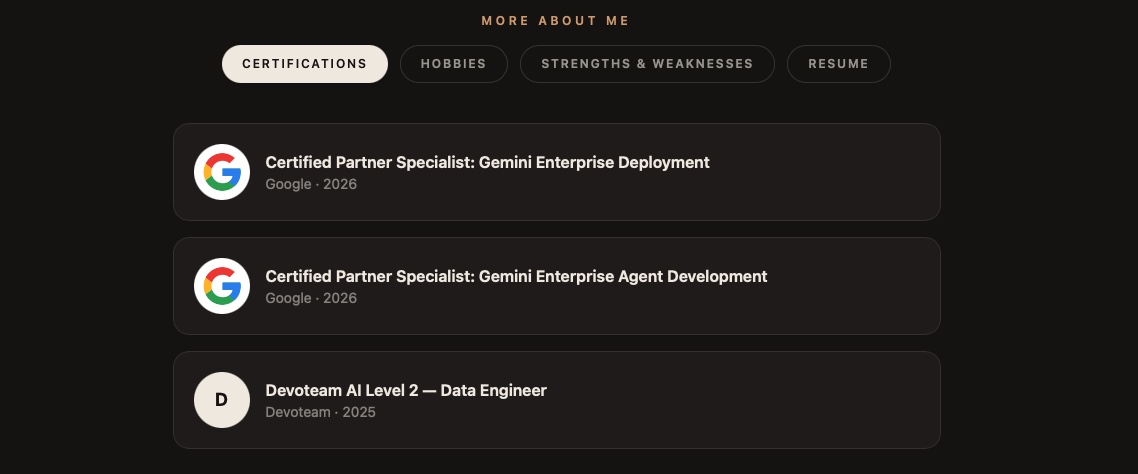 MORE ABOUT ME
CERTIFICATIONS
HOBBIES
STRENGTHS & WEAKNESSES
RESUME
Certified Partner Specialist: Gemini Enterprise Deployment
Google · 2026
Certified Partner Specialist: Gemini Enterprise Agent Development
Google · 2026
D
Devoteam AI Level 2 — Data Engineer
Devoteam · 2025